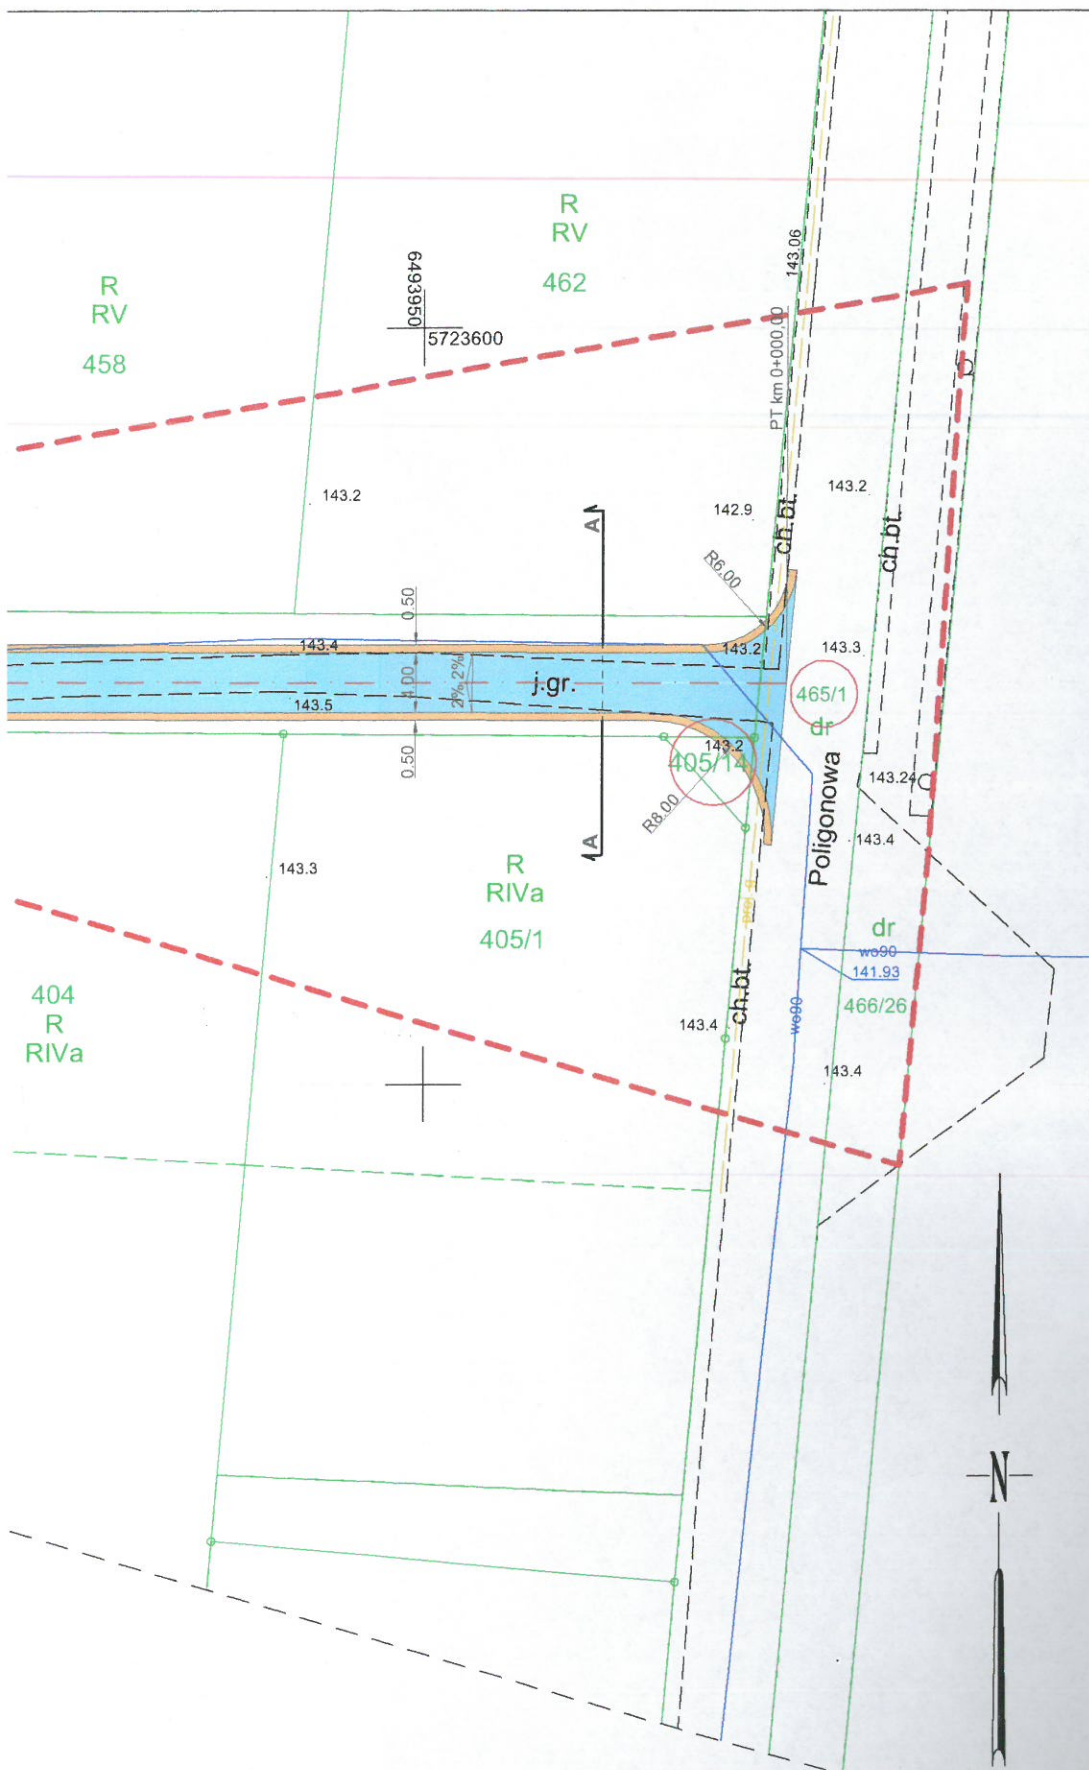 R
RV
462
R
RV
458
6493950
5723600
143.06
PT km 0+000,00
143.2
142.9
143.2
ch.bt.
ch.bt.
R6.00
A
0.50
143.4
143.2
143.3
4.00
2% 2%
j.gr.
465/1
dr
143.5
143.2
405/14
0.50
R8.00
143.24
143.4
Poligonowa
A
143.3
R
RIVa
405/1
proj. g
dr
wo90
141.93
466/26
wo90
ch.bt.
143.4
143.4
404
R
RIVa
N